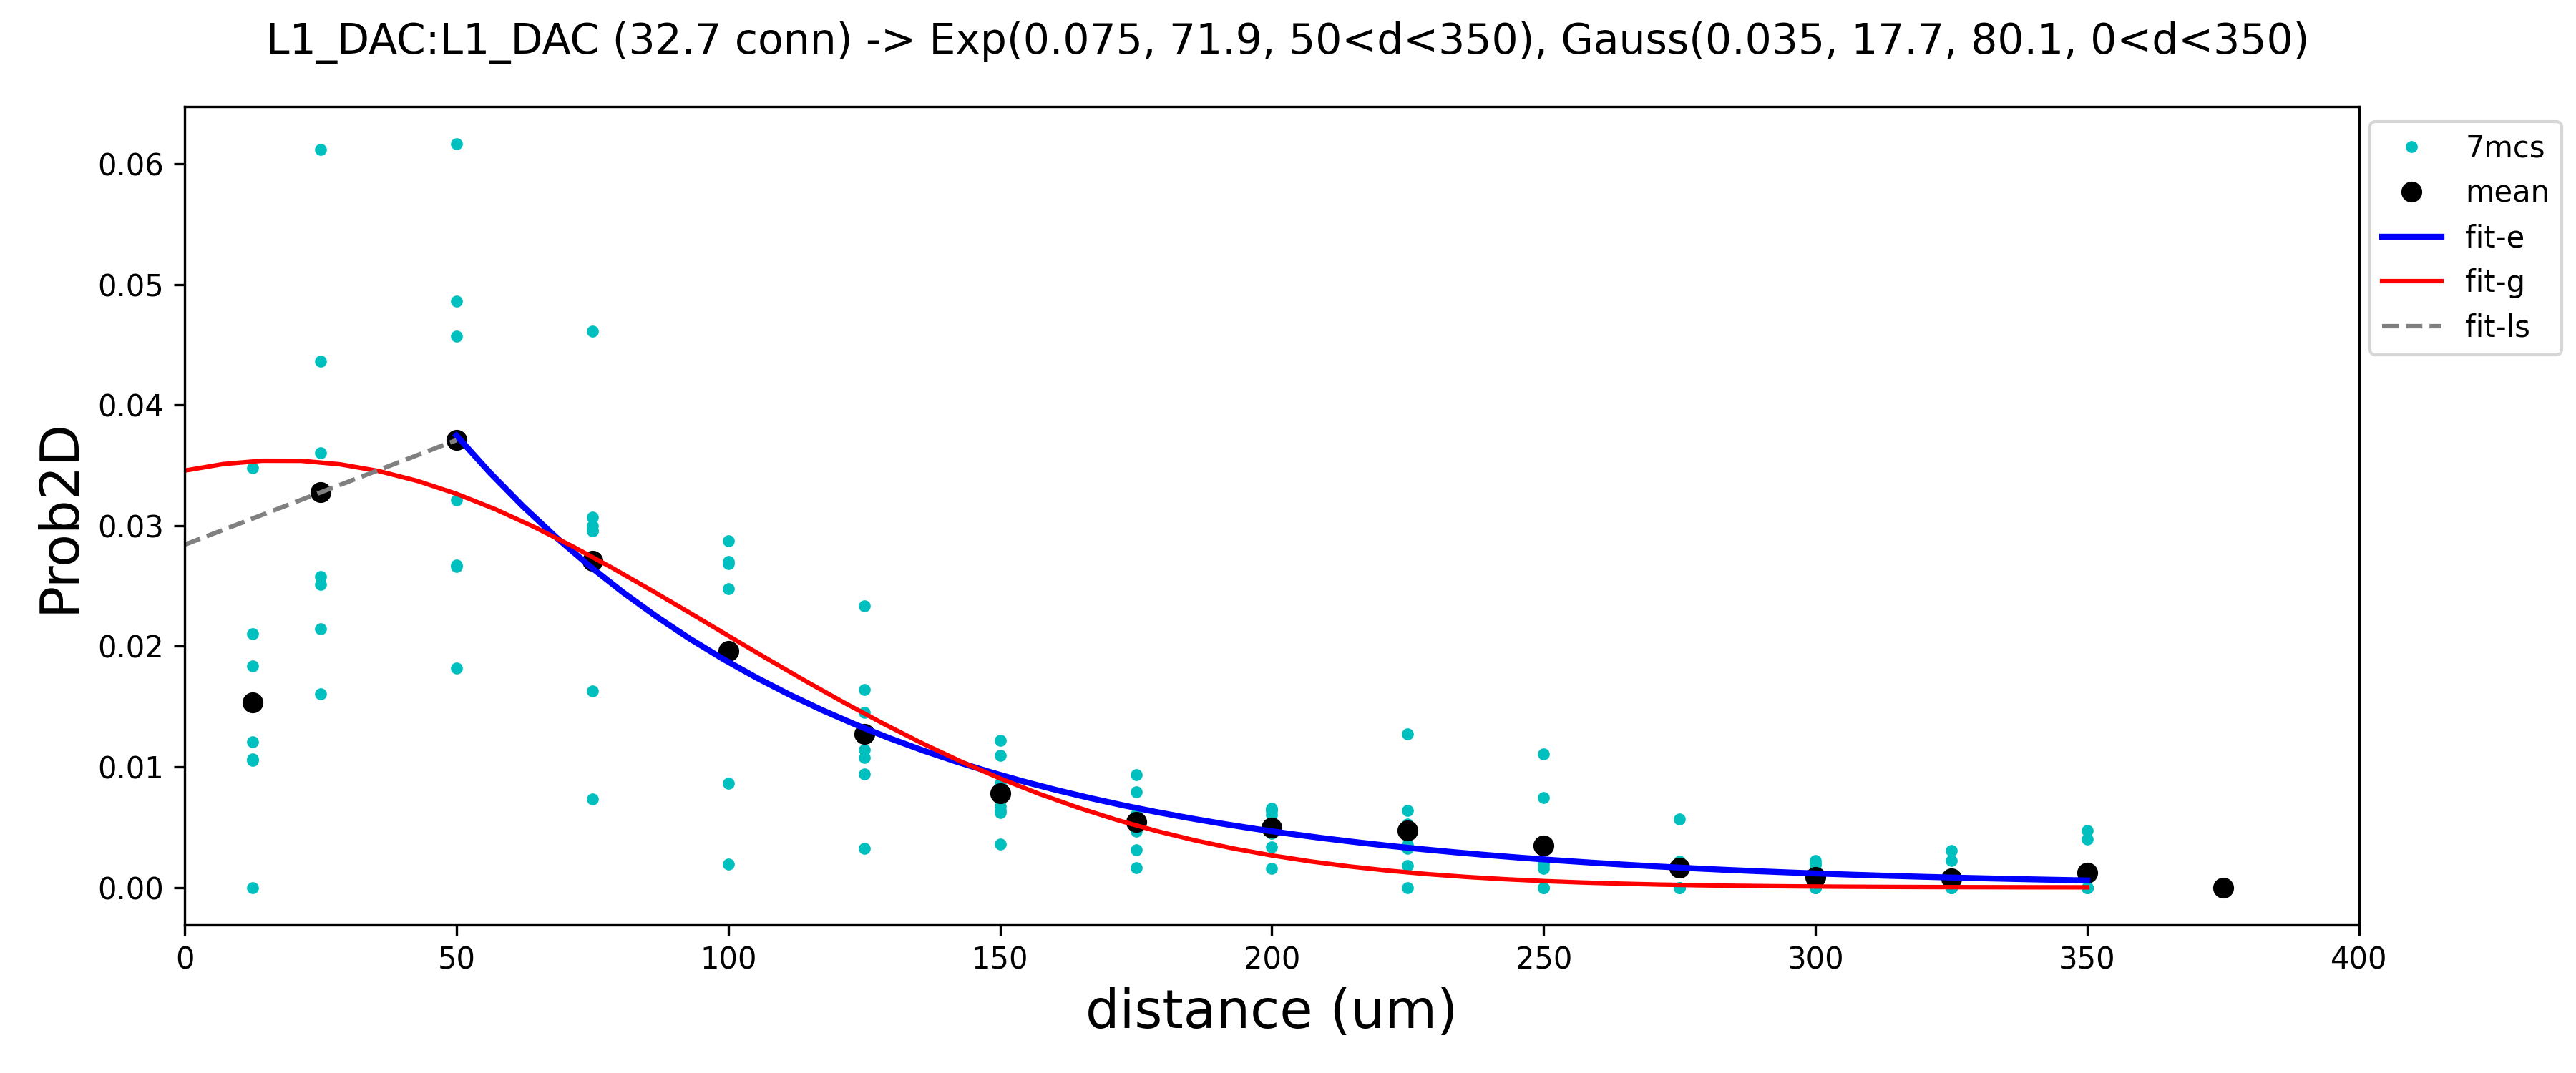 L1_DAC:L1_DAC (32.7 conn) -> Exp(0.075, 71.9, 50<d<350), Gauss(0.035, 17.7, 80.1, 0<d<350)
0.06
0.05
0.04
0.03
0.02
0.01
0.00
Prob2D
0 50 100 150 200 250 300 350 400
distance (um)
7mcs
mean
fit-e
fit-g
fit-ls